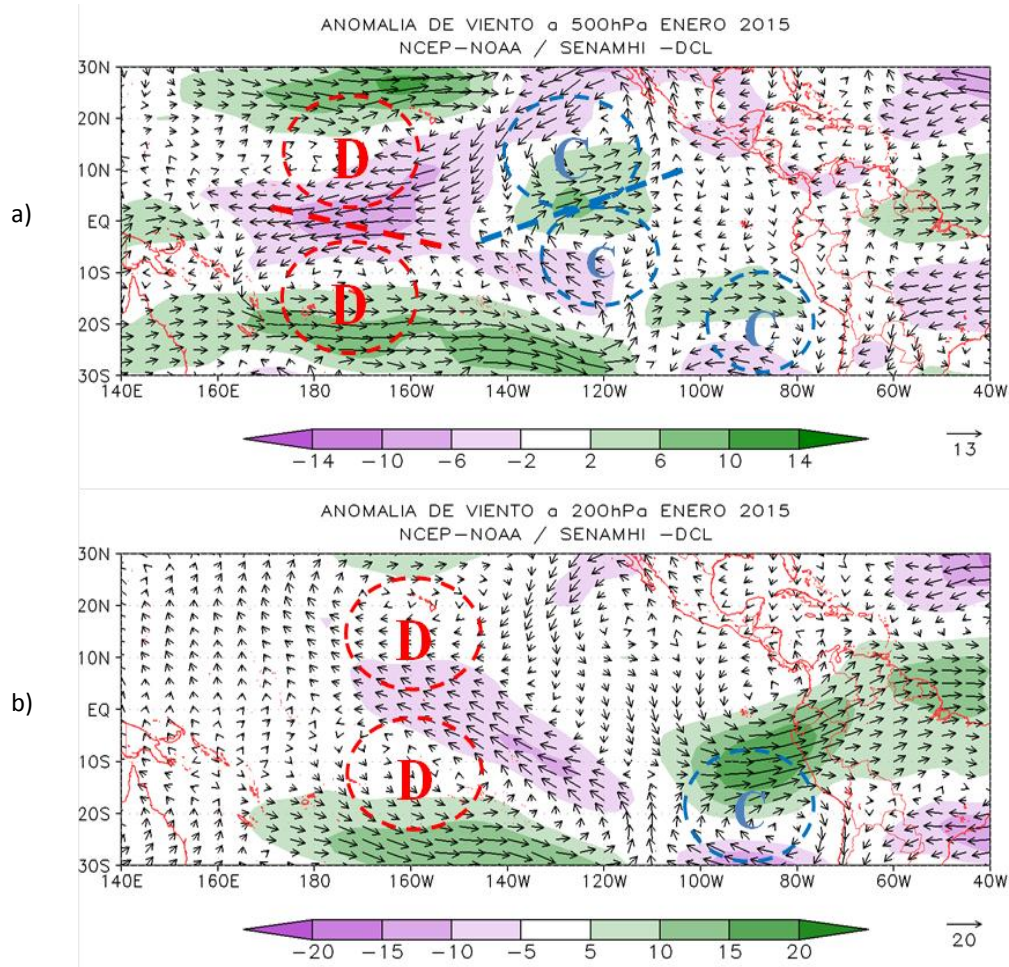 ANOMALIA DE VIENTO a 500hPa ENERO 2015
NCEP-NOAA / SENAMHI -DCL
a)
30N
20N
10N
EQ
10S
20S
30S
D
C
C
D
C
140E 160E 180 160W 140W 120W 100W 80W 60W 40W
-14 -10 -6 -2 2 6 10 14
13
ANOMALIA DE VIENTO a 200hPa ENERO 2015
NCEP-NOAA / SENAMHI -DCL
b)
30N
20N
10N
EQ
10S
20S
30S
D
D
C
140E 160E 180 160W 140W 120W 100W 80W 60W 40W
-20 -15 -10 -5 5 10 15 20
20